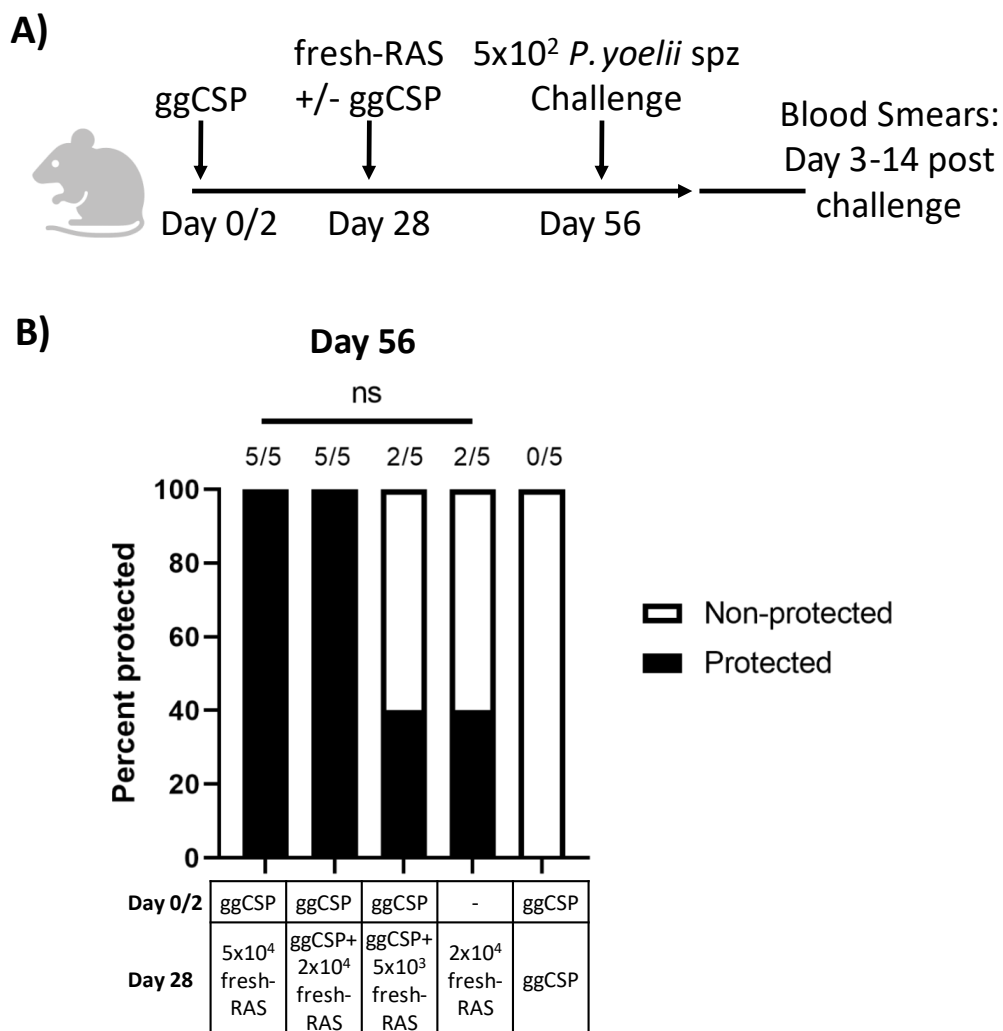 A)
ggCSP
fresh-RAS
+/- ggCSP
5x10² P. yoelii spz
Challenge
Blood Smears:
Day 3-14 post
challenge
Day 0/2
Day 28
Day 56
B)
Day 56
ns
5/5 5/5 2/5 2/5 0/5
Percent protected
100
80
60
40
20
0
Non-protected
Protected
Day 0/2 ggCSP ggCSP ggCSP - ggCSP
Day 28
5x10⁴
fresh-
RAS
ggCSP+
2x10⁴
fresh-
RAS
ggCSP+
5x10³
fresh-
RAS
2x10⁴
fresh-
RAS
ggCSP